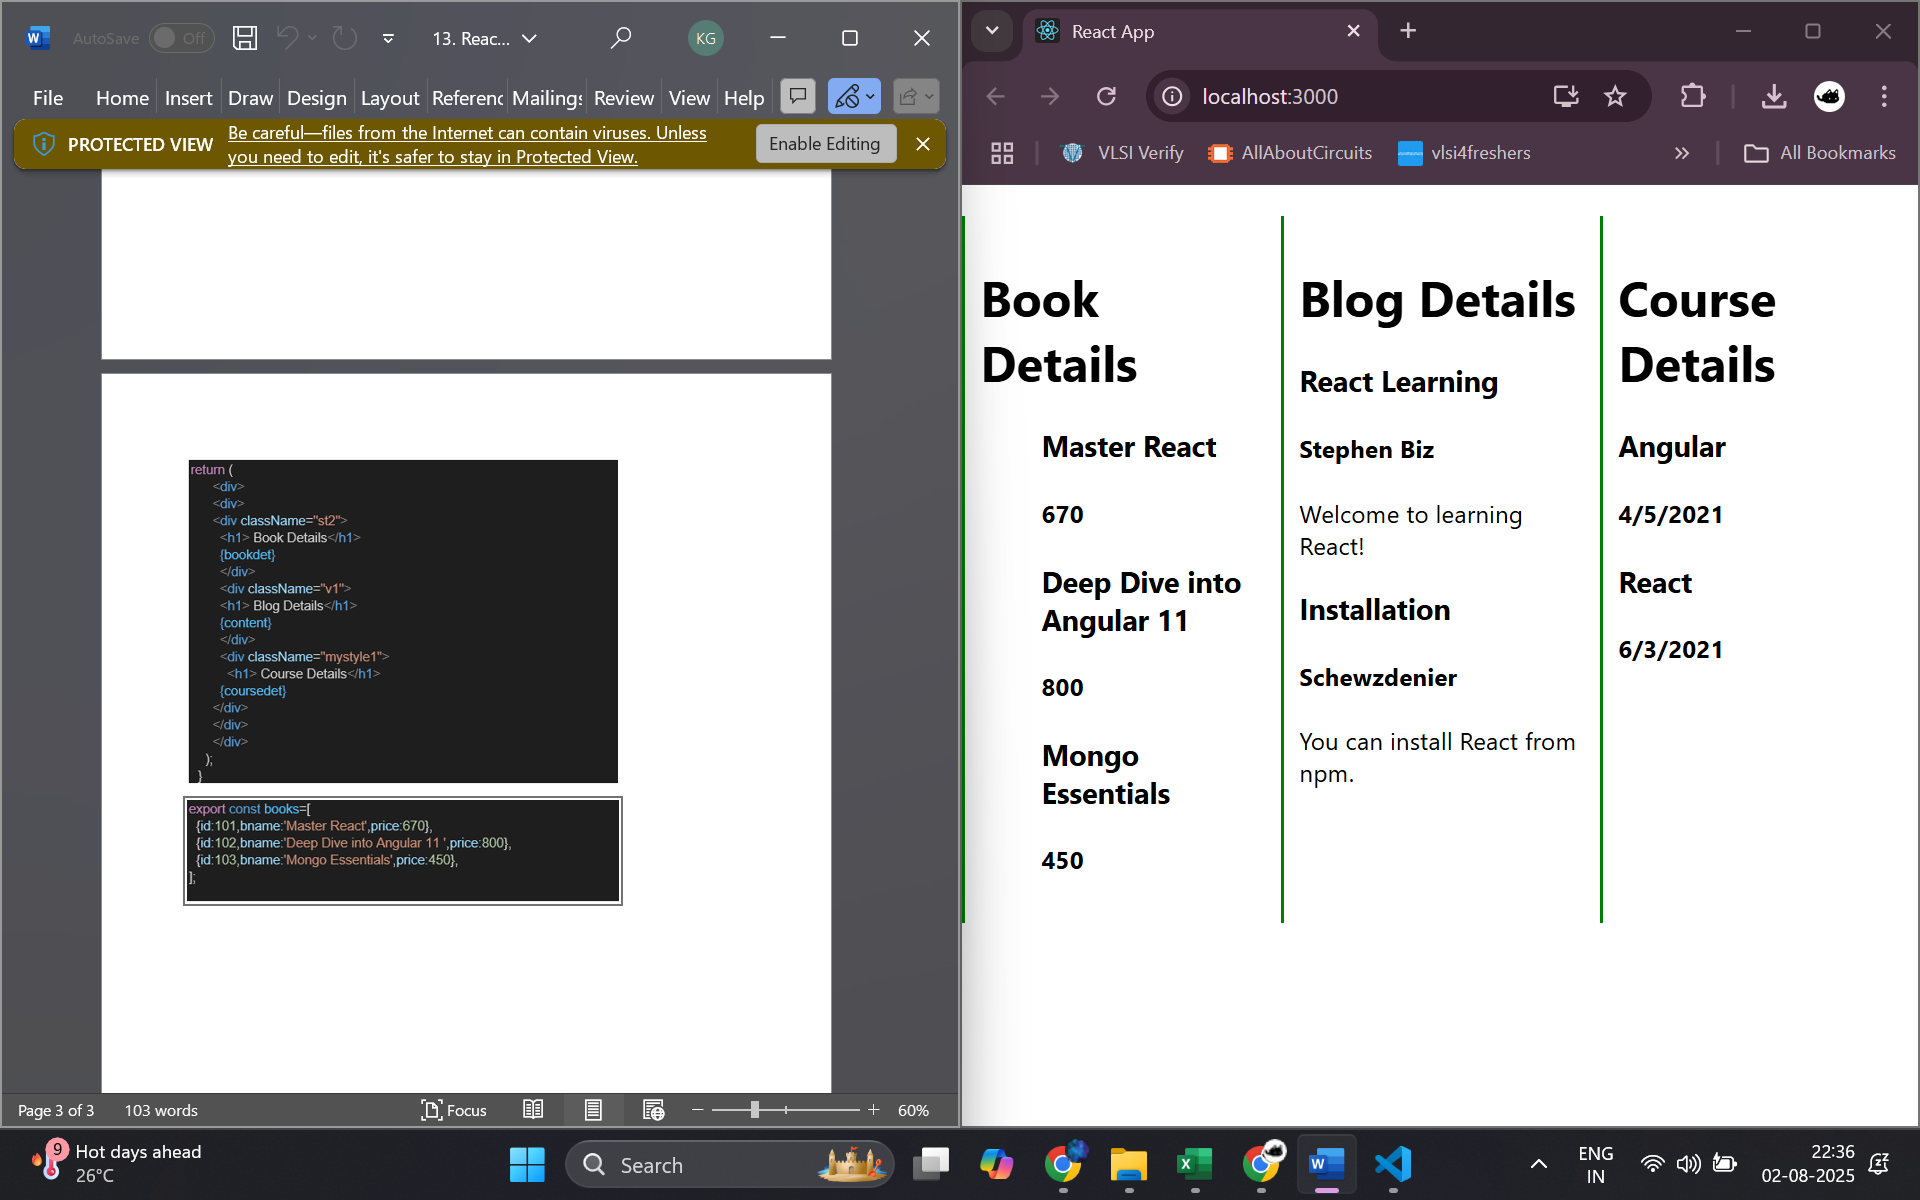 AutoSave
Off
13. Reac...
KG
File
Home
Insert
Draw
Design
Layout
Referenc
Mailings
Review
View
Help
PROTECTED VIEW
Be careful—files from the Internet can contain viruses. Unless
you need to edit, it's safer to stay in Protected View.
Enable Editing
return (
<div>
<div>
<div className="st2">
<h1> Book Details</h1>
{bookdet}
</div>
<div className="v1">
<h1> Blog Details</h1>
{content}
</div>
<div className="mystyle1">
<h1> Course Details</h1>
{coursedet}
</div>
</div>
</div>
);
}
export const books=[
{id:101,bname:'Master React',price:670},
{id:102,bname:'Deep Dive into Angular 11 ',price:800},
{id:103,bname:'Mongo Essentials',price:450},
];
Page 3 of 3
103 words
Focus
60%
React App
localhost:3000
VLSI Verify
AllAboutCircuits
vlsi4freshers
All Bookmarks
Book
Details
Master React
670
Deep Dive into
Angular 11
800
Mongo
Essentials
450
Blog Details
React Learning
Stephen Biz
Welcome to learning
React!
Installation
Schewzdenier
You can install React from
npm.
Course
Details
Angular
4/5/2021
React
6/3/2021
9
Hot days ahead
26°C
Search
ENG
IN
22:36
02-08-2025